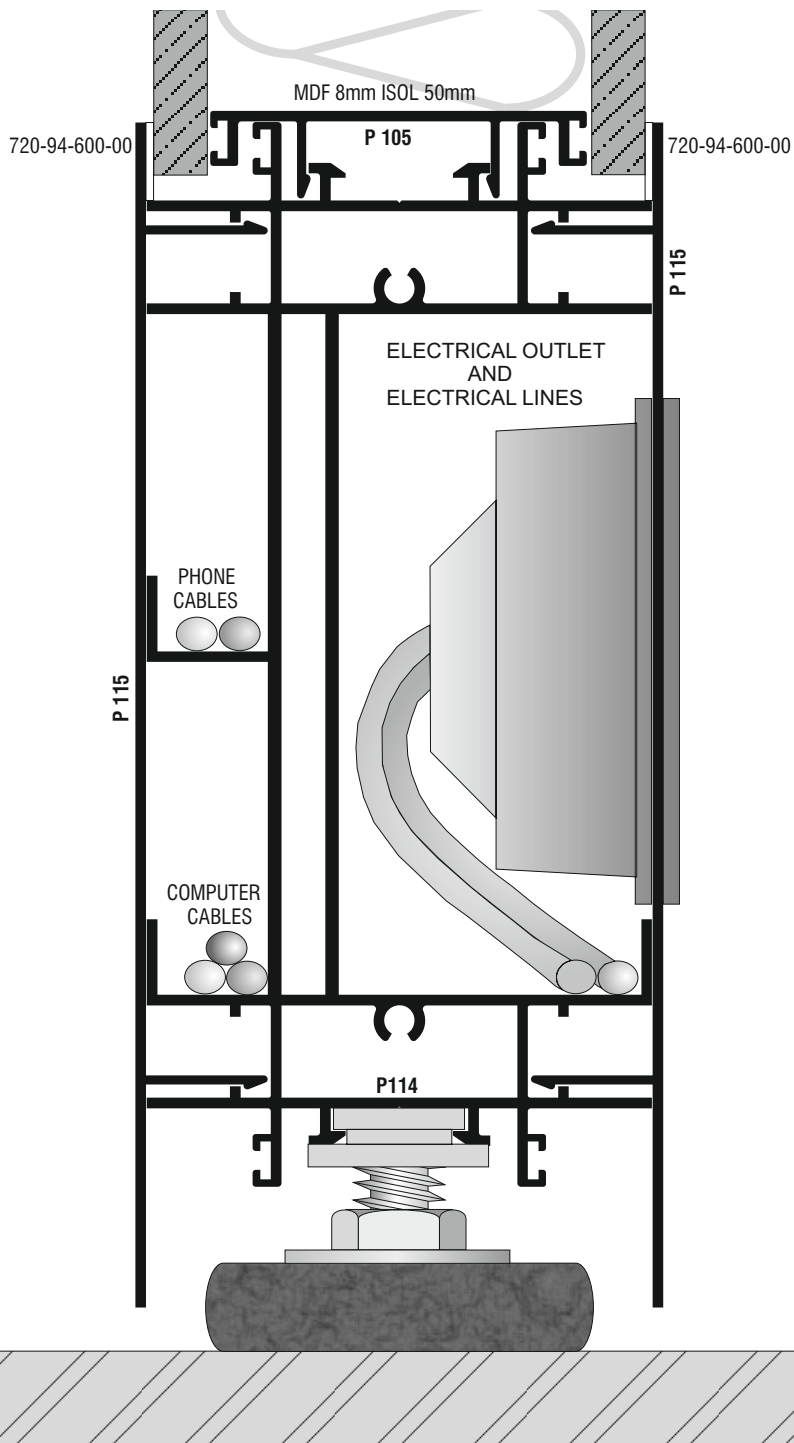 MDF 8mm ISOL 50mm
720-94-600-00
P 105
720-94-600-00
P 115
ELECTRICAL OUTLET
AND
ELECTRICAL LINES
PHONE
CABLES
P 115
COMPUTER
CABLES
P114